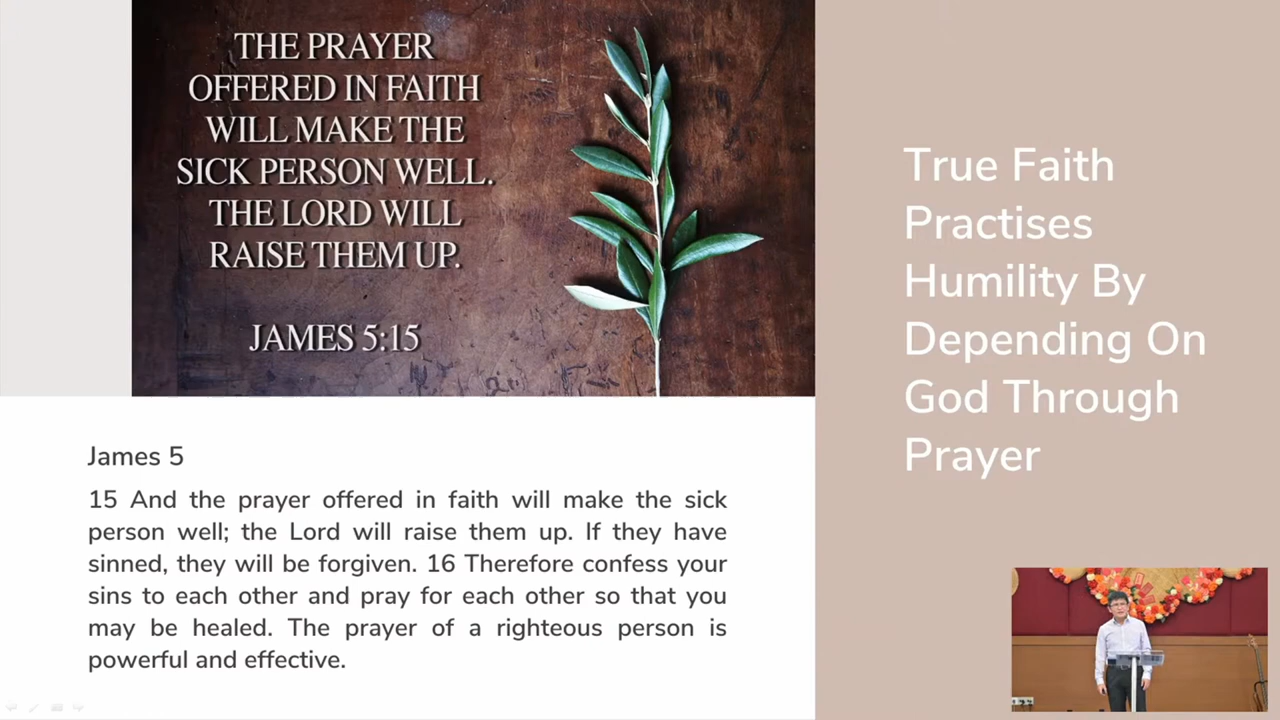 THE PRAYER
OFFERED IN FAITH
WILL MAKE THE
SICK PERSON WELL.
THE LORD WILL
RAISE THEM UP.
JAMES 5:15
James 5
15 And the prayer offered in faith will make the sick
person well; the Lord will raise them up. If they have
sinned, they will be forgiven. 16 Therefore confess your
sins to each other and pray for each other so that you
may be healed. The prayer of a righteous person is
powerful and effective.
True Faith
Practises
Humility By
Depending On
God Through
Prayer